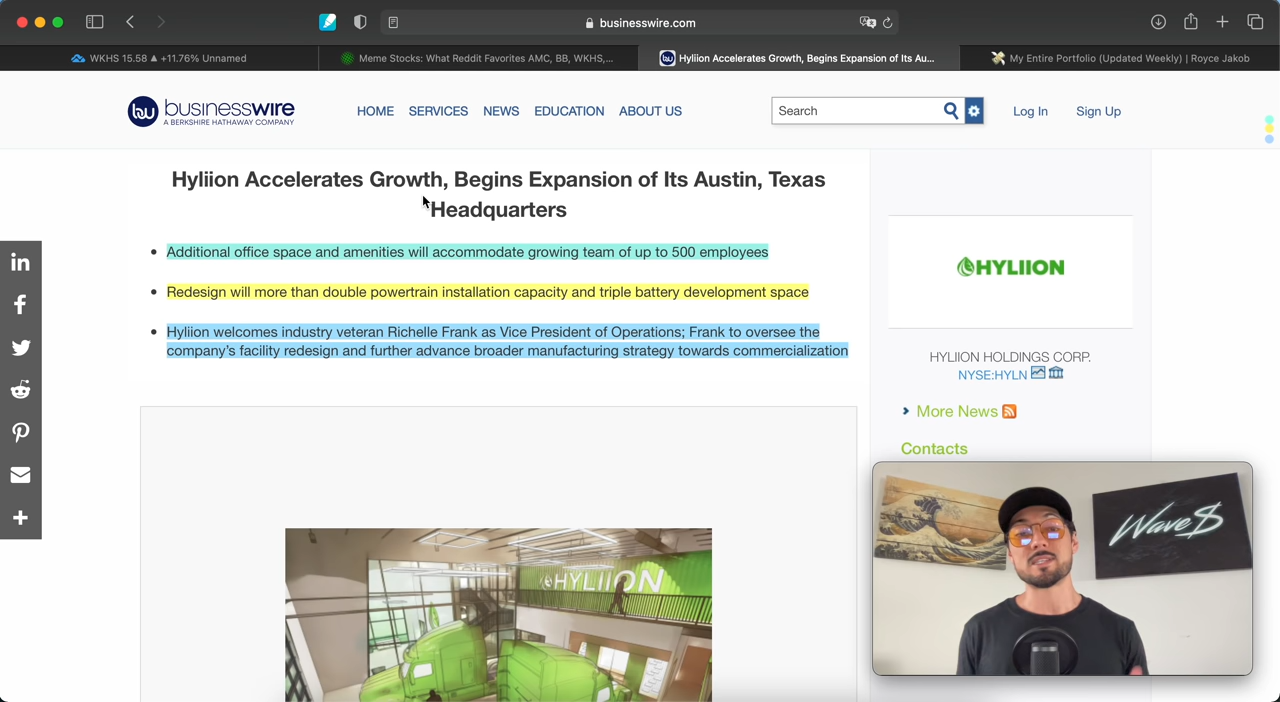 businesswire.com
WKHS 15.58 ▲ +11.76% Unnamed
Meme Stocks: What Reddit Favorites AMC, BB, WKHS,...
Hyliion Accelerates Growth, Begins Expansion of Its Au...
My Entire Portfolio (Updated Weekly) | Royce Jakob
bw businesswire
A BERKSHIRE HATHAWAY COMPANY
HOME SERVICES NEWS EDUCATION ABOUT US
Search
Log In Sign Up
Hyliion Accelerates Growth, Begins Expansion of Its Austin, Texas
Headquarters
• Additional office space and amenities will accommodate growing team of up to 500 employees
• Redesign will more than double powertrain installation capacity and triple battery development space
• Hyliion welcomes industry veteran Richelle Frank as Vice President of Operations; Frank to oversee the
company's facility redesign and further advance broader manufacturing strategy towards commercialization
HYLIION
HYLIION HOLDINGS CORP.
NYSE:HYLN
More News
Contacts
HYLIION
Wave$